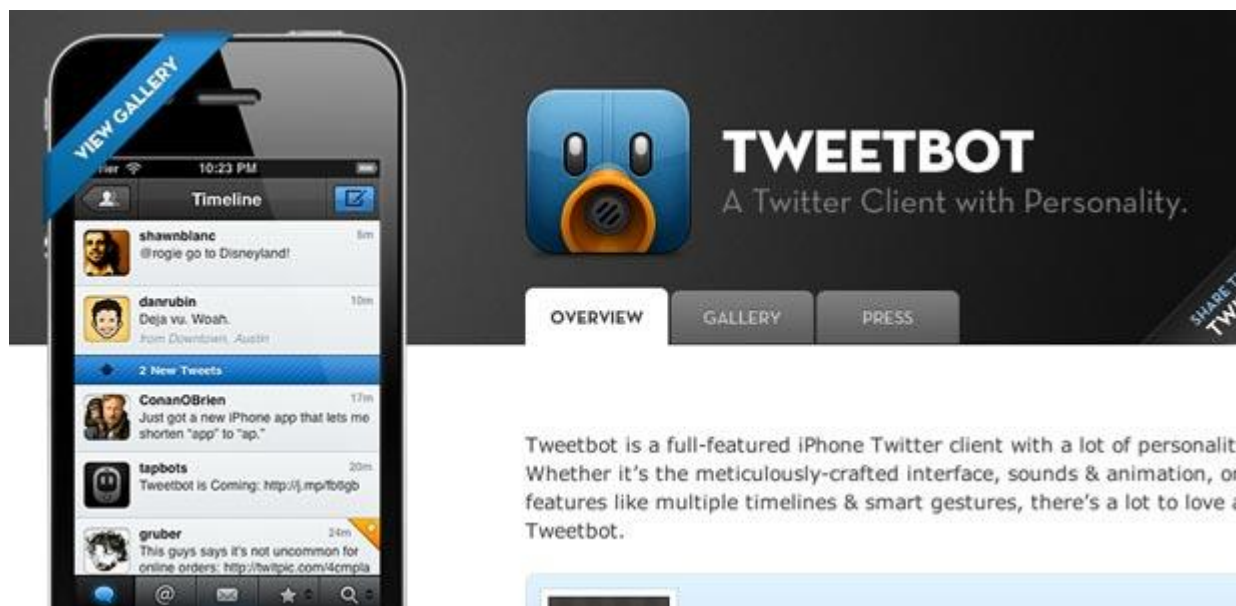 VIEW GALLERY
10:23 PM
Timeline
shawnblanc 8m
@rogie go to Disneyland!
danrubin 10m
Deja vu. Woah.
from Downtown, Austin
2 New Tweets
ConanOBrien 17m
Just got a new iPhone app that lets me
shorten "app" to "ap."
tapbots 20m
Tweetbot is Coming: http://j.mp/fb8gb
gruber 24m
This guys says it's not uncommon for
online orders: http://twitpic.com/4cmpla
TWEETBOT
A Twitter Client with Personality.
SHARE
OVERVIEW
GALLERY
PRESS
Tweetbot is a full-featured iPhone Twitter client with a lot of personalit
Whether it's the meticulously-crafted interface, sounds & animation, or
features like multiple timelines & smart gestures, there's a lot to love a
Tweetbot.